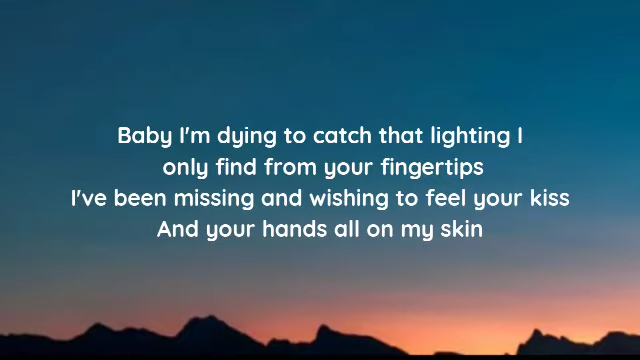 Baby I'm dying to catch that lighting I
only find from your fingertips
I've been missing and wishing to feel your kiss
And your hands all on my skin